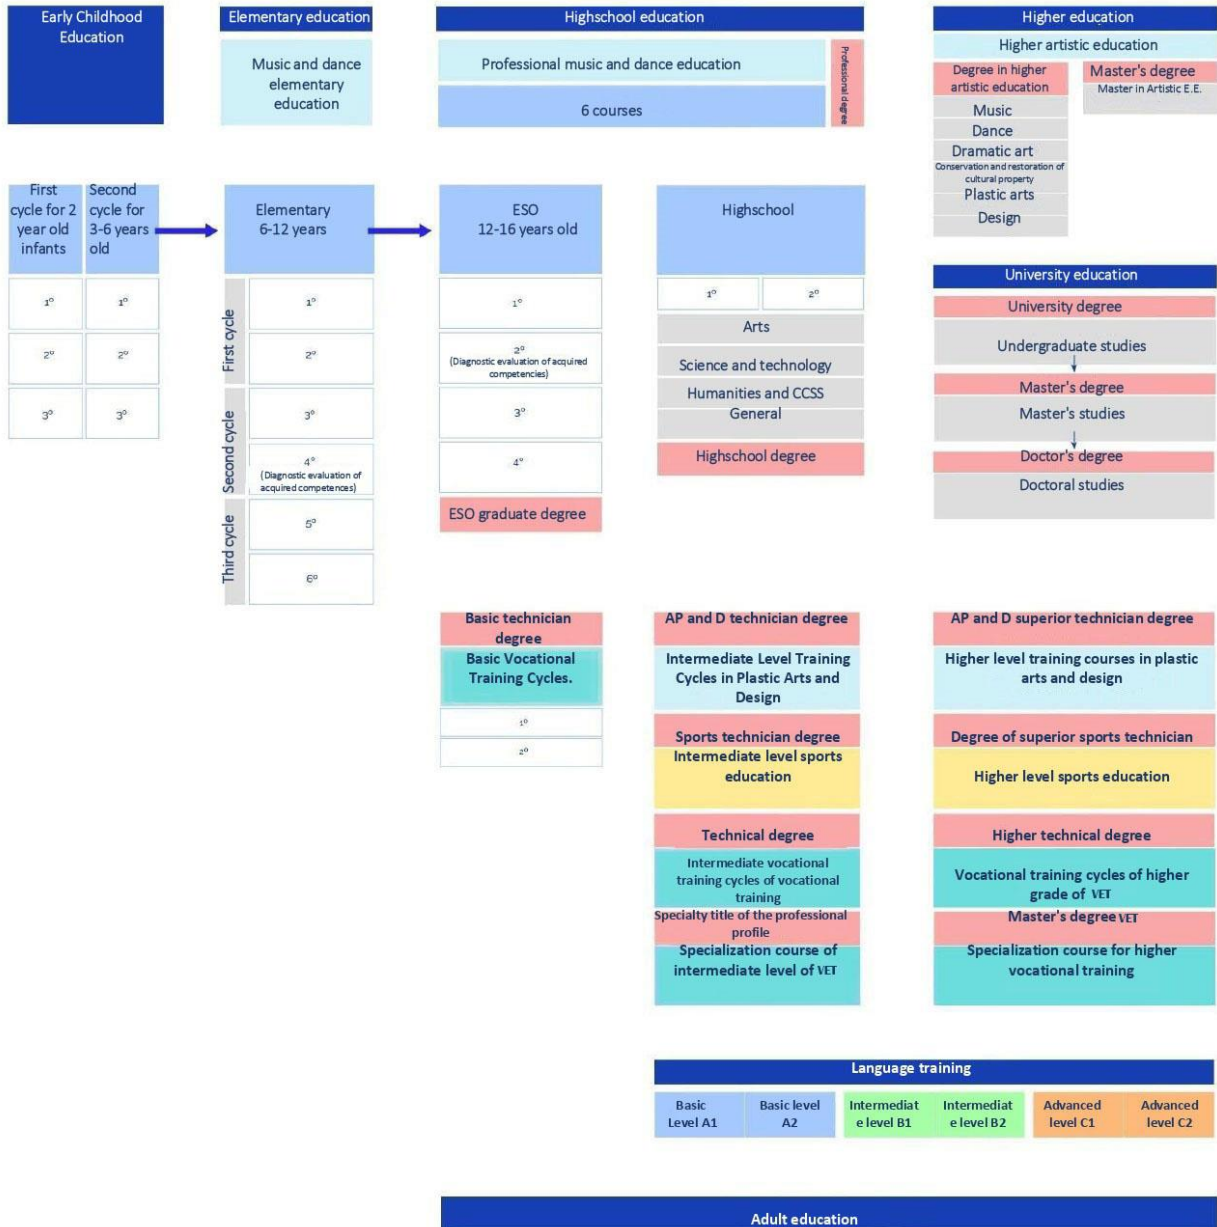 Early Childhood
Education
Elementary education
Music and dance
elementary
education
Highschool education
Professional music and dance education
6 courses
Professional degree
Higher education
Higher artistic education
Degree in higher
artistic education
Music
Dance
Dramatic art
Conservation and restoration of
cultural property
Plastic arts
Design
Master's degree
Master in Artistic E.E.
First
cycle for 2
year old
infants
1º
2º
3º
Second
cycle for
3-6 years
old
1º
2º
3º
Elementary
6-12 years
First cycle
1º
2º
Second cycle
3º
4º
(Diagnostic evaluation of
acquired competences)
Third cycle
5º
6º
ESO
12-16 years old
1º
2º
(Diagnostic evaluation of acquired
competencies)
3º
4º
ESO graduate degree
Highschool
1º
2º
Arts
Science and technology
Humanities and CCSS
General
Highschool degree
University education
University degree
Undergraduate studies
Master's degree
Master's studies
Doctor's degree
Doctoral studies
Basic technician
degree
Basic Vocational
Training Cycles.
1º
2º
AP and D technician degree
Intermediate Level Training
Cycles in Plastic Arts and
Design
Sports technician degree
Intermediate level sports
education
Technical degree
Intermediate vocational
training cycles of vocational
training
Specialty title of the professional
profile
Specialization course of
intermediate level of VET
AP and D superior technician degree
Higher level training courses in plastic
arts and design
Degree of superior sports technician
Higher level sports education
Higher technical degree
Vocational training cycles of higher
grade of VET
Master's degree VET
Specialization course for higher
vocational training
Language training
Basic
Level A1
Basic level
A2
Intermediat
e level B1
Intermediat
e level B2
Advanced
level C1
Advanced
level C2
Adult education